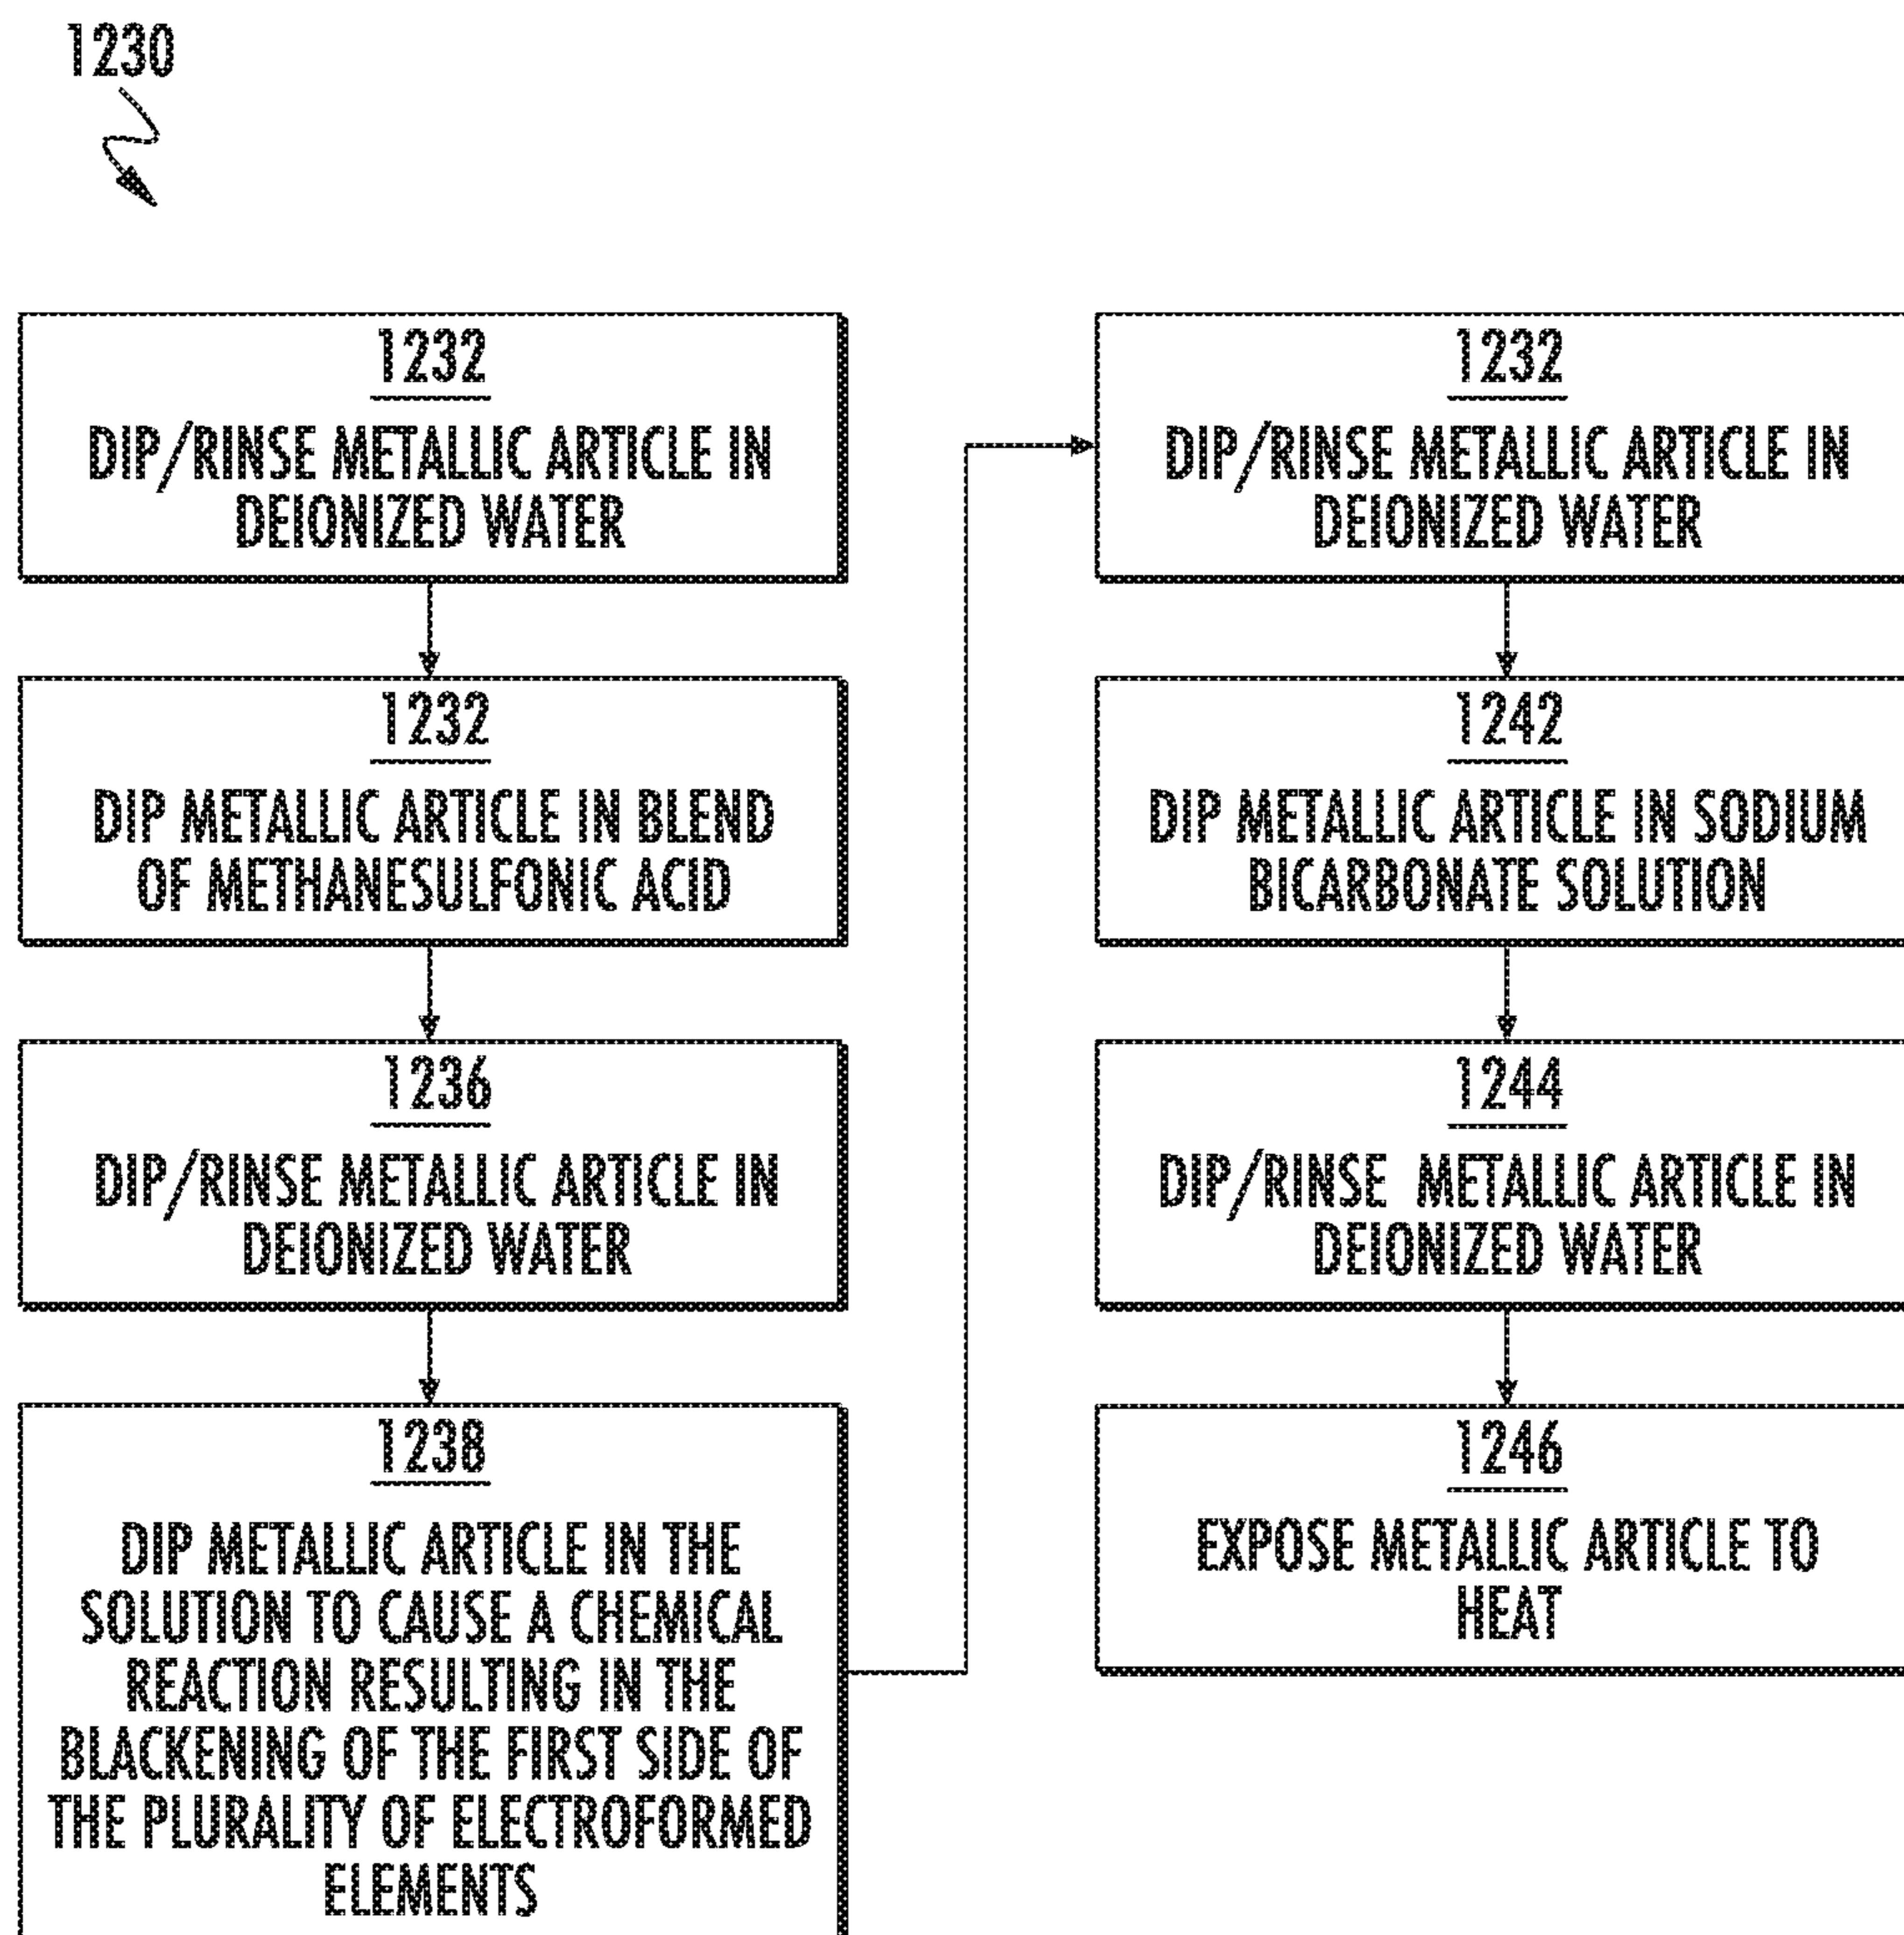 1230
1232
DIP/RINSE METALLIC ARTICLE IN
DEIONIZED WATER
1232
DIP METALLIC ARTICLE IN BLEND
OF METHANESULFONIC ACID
1236
DIP/RINSE METALLIC ARTICLE IN
DEIONIZED WATER
1238
DIP METALLIC ARTICLE IN THE
SOLUTION TO CAUSE A CHEMICAL
REACTION RESULTING IN THE
BLACKENING OF THE FIRST SIDE OF
THE PLURALITY OF ELECTROFORMED
ELEMENTS
1232
DIP/RINSE METALLIC ARTICLE IN
DEIONIZED WATER
1242
DIP METALLIC ARTICLE IN SODIUM
BICARBONATE SOLUTION
1244
DIP/RINSE METALLIC ARTICLE IN
DEIONIZED WATER
1246
EXPOSE METALLIC ARTICLE TO
HEAT